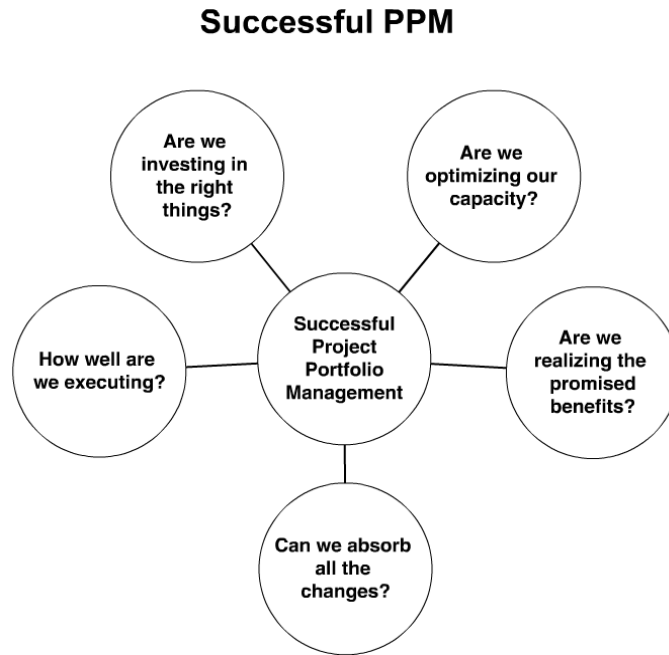 Successful PPM
Are we
investing in
the right
things?
Are we
optimizing our
capacity?
Successful
Project
Portfolio
Management
How well are
we executing?
Are we
realizing the
promised
benefits?
Can we absorb
all the
changes?